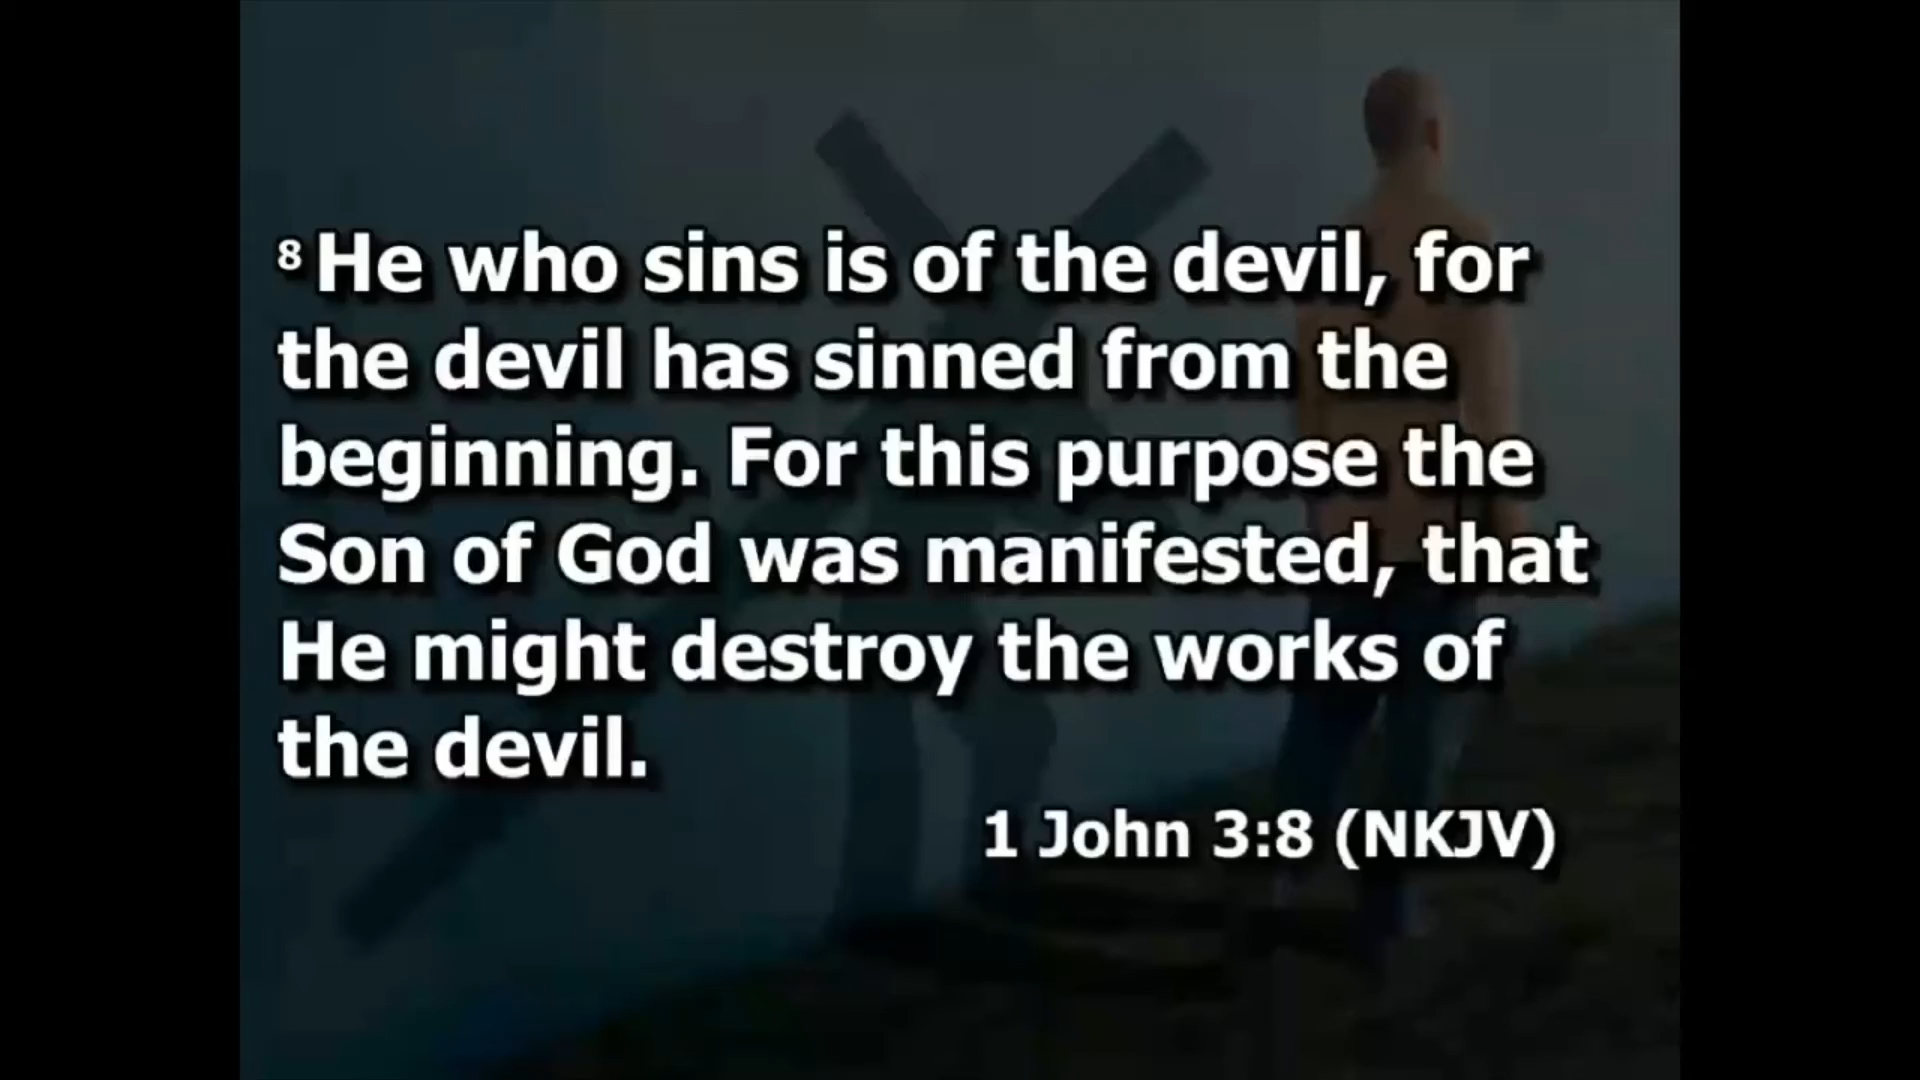 8 He who sins is of the devil, for
the devil has sinned from the
beginning. For this purpose the
Son of God was manifested, that
He might destroy the works of
the devil.
1 John 3:8 (NKJV)